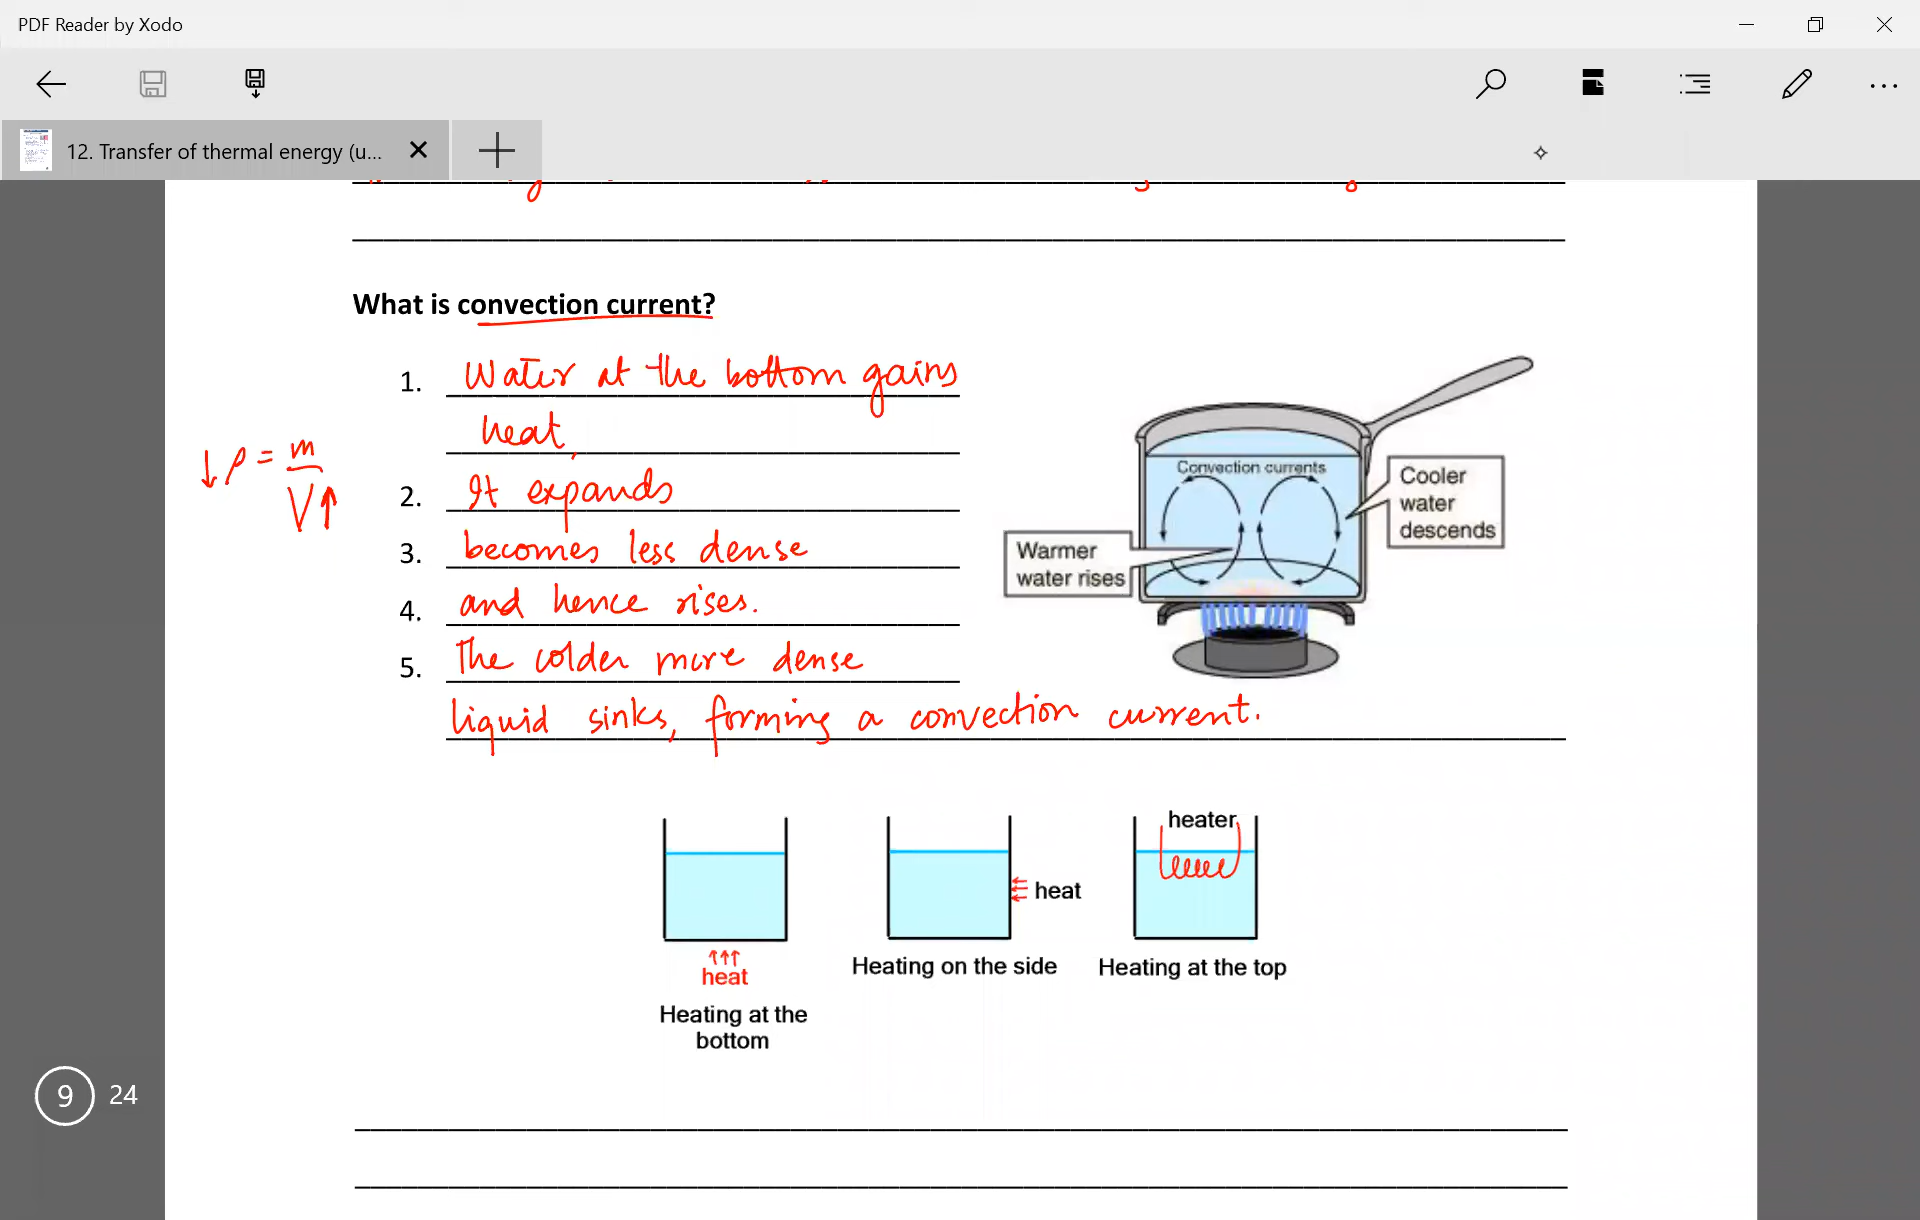 PDF Reader by Xodo
12. Transfer of thermal energy (u...
What is convection current?
1. Water at the bottom gains
heat.
2. It expands
3. becomes less dense
4. and hence rises.
5. The colder more dense
liquid sinks, forming a convection current.
↓ρ = m
V↑
Convection currents
Cooler
water
descends
Warmer
water rises
heat
Heating at the
bottom
heat
Heating on the side
heater
Heating at the top
9 24